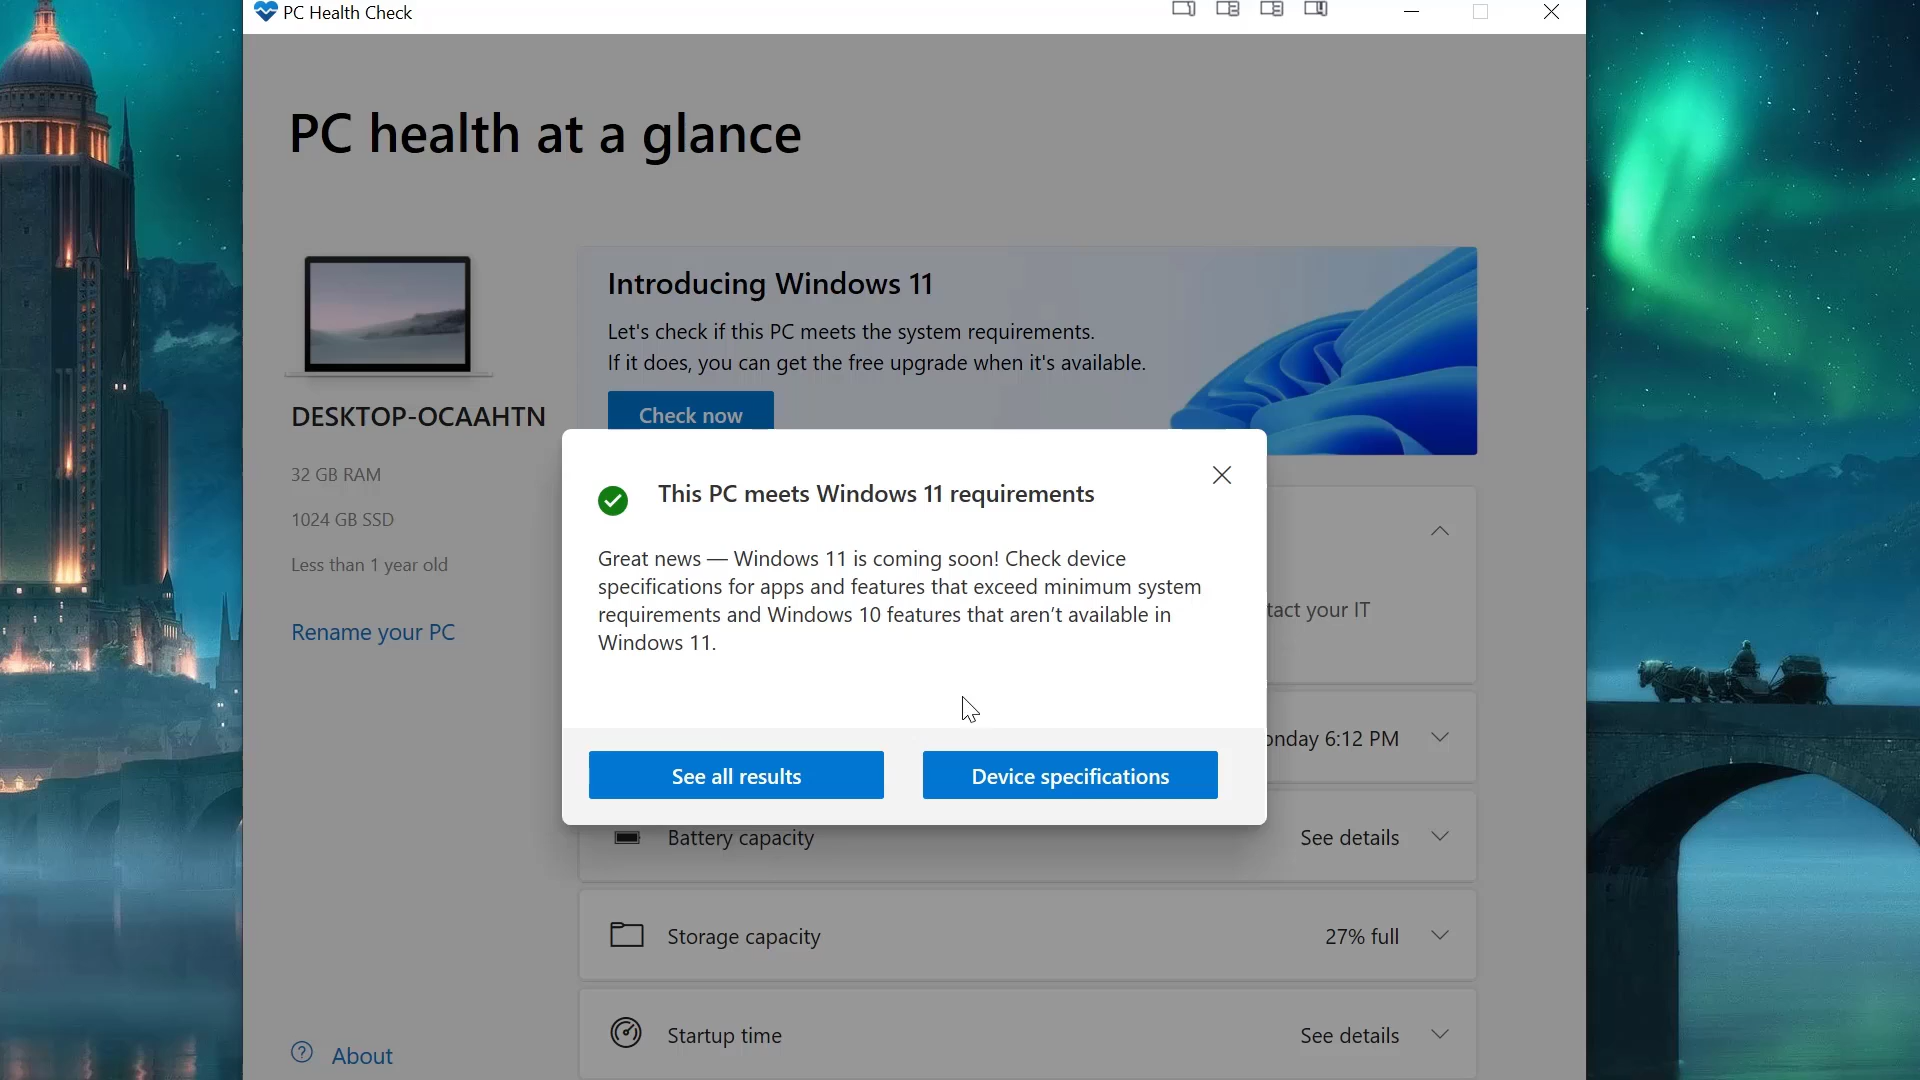 PC Health Check
PC health at a glance
Introducing Windows 11
Let's check if this PC meets the system requirements.
If it does, you can get the free upgrade when it's available.
Check now
DESKTOP-OCAAHTN
32 GB RAM
1024 GB SSD
Less than 1 year old
Rename your PC
This PC meets Windows 11 requirements
Great news — Windows 11 is coming soon! Check device
specifications for apps and features that exceed minimum system
requirements and Windows 10 features that aren’t available in
Windows 11.
See all results
Device specifications
tact your IT
onday 6:12 PM
Battery capacity
See details
Storage capacity
27% full
Startup time
See details
About